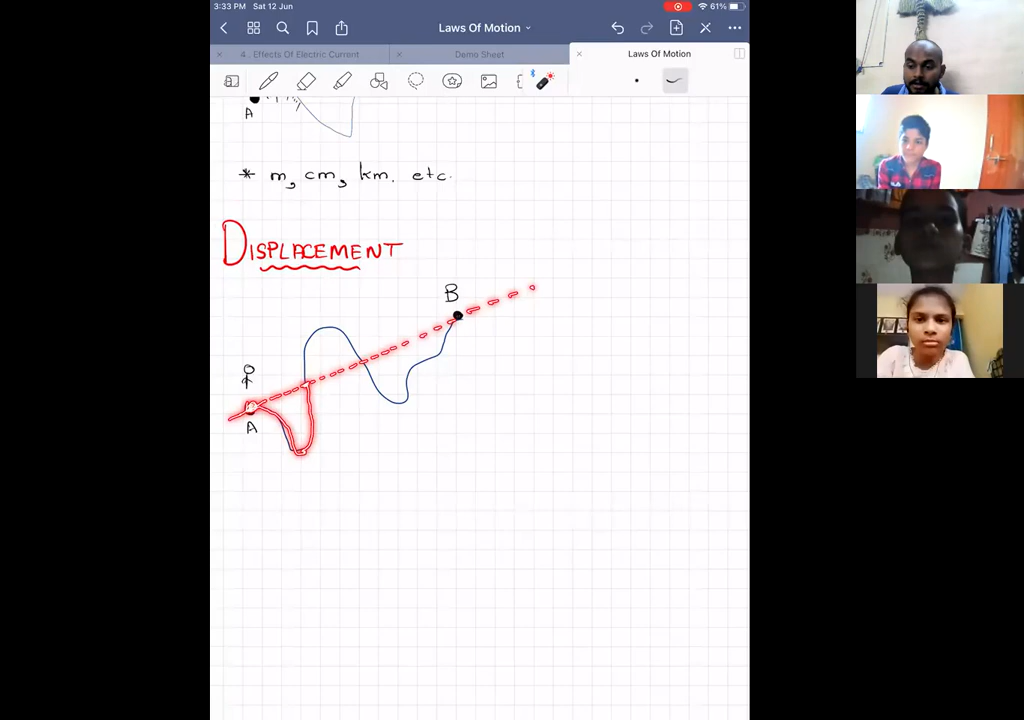 3:33 PM Sat 12 Jun
61%
Laws Of Motion
4 . Effects Of Electric Current
Demo Sheet
Laws Of Motion
A
* m, cm, km. etc.
DISPLACEMENT
B
A